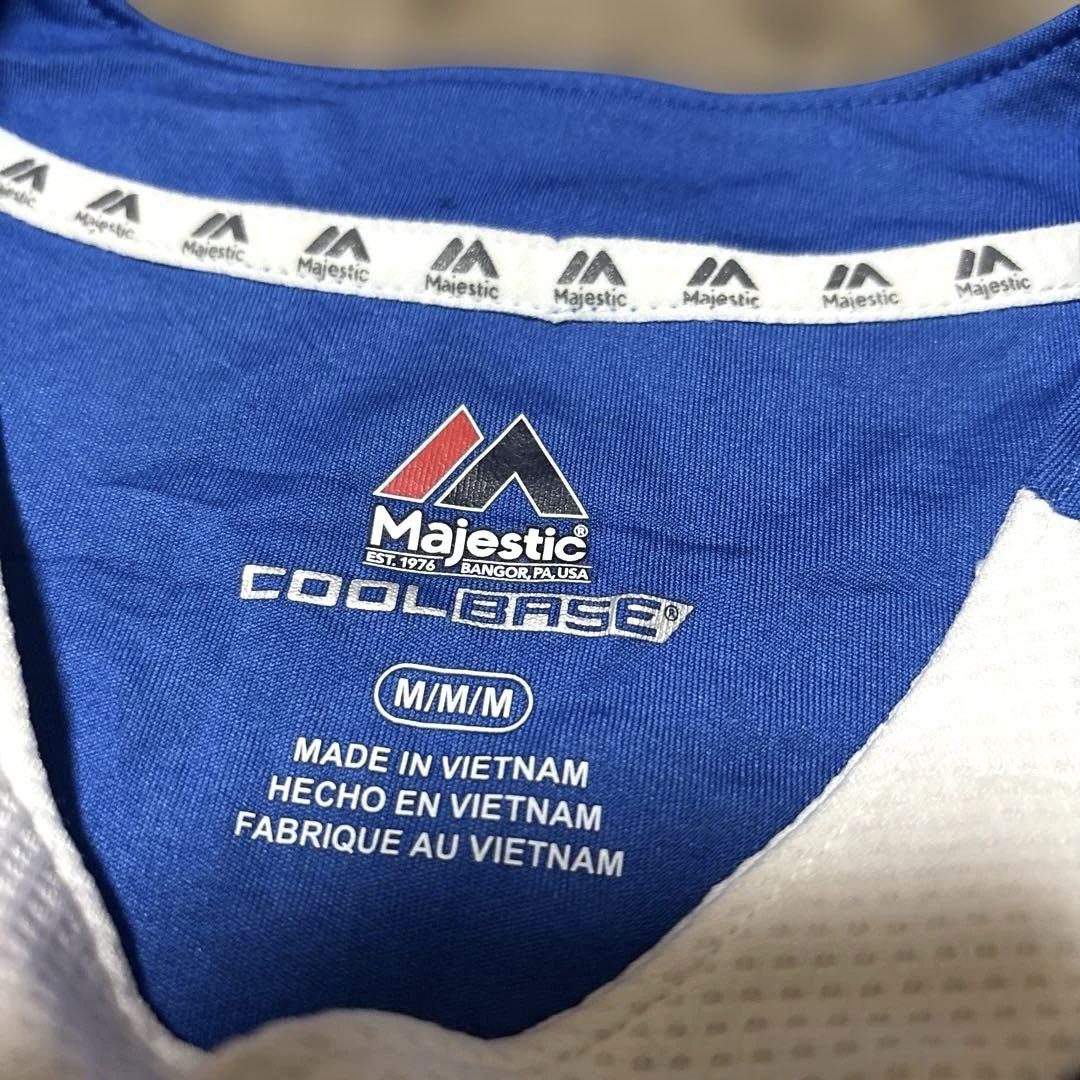 Majestic
Majestic
Majestic
Majestic
Majestic
Majestic
Majestic
Majestic
Majestic
Majestic®
EST. 1976 BANGOR, PA, USA
COOLBASE®
M/M/M
MADE IN VIETNAM
HECHO EN VIETNAM
FABRIQUE AU VIETNAM